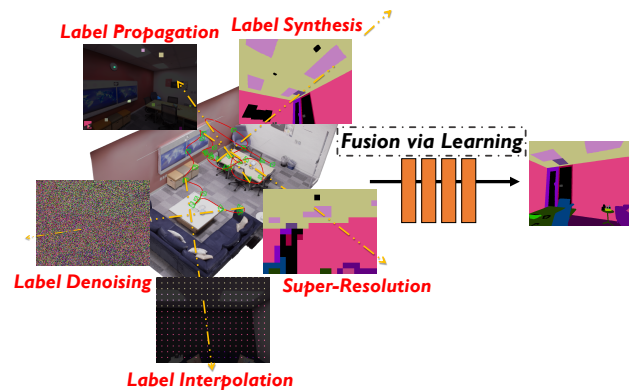 Label Propagation
Label Synthesis
Fusion via Learning
Label Denoising
Super-Resolution
Label Interpolation